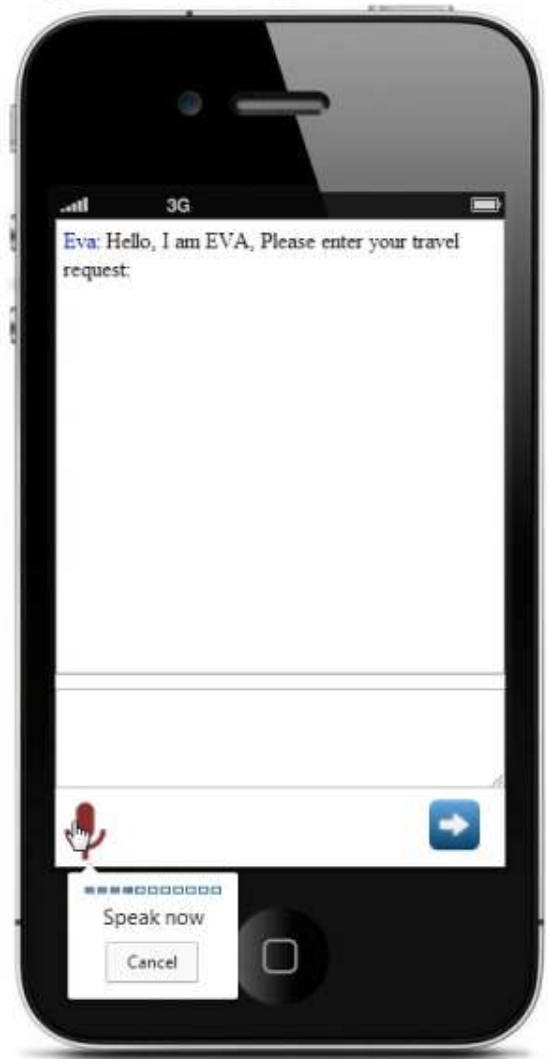 3G
Eva: Hello, I am EVA, Please enter your travel
request:
Speak now
Cancel